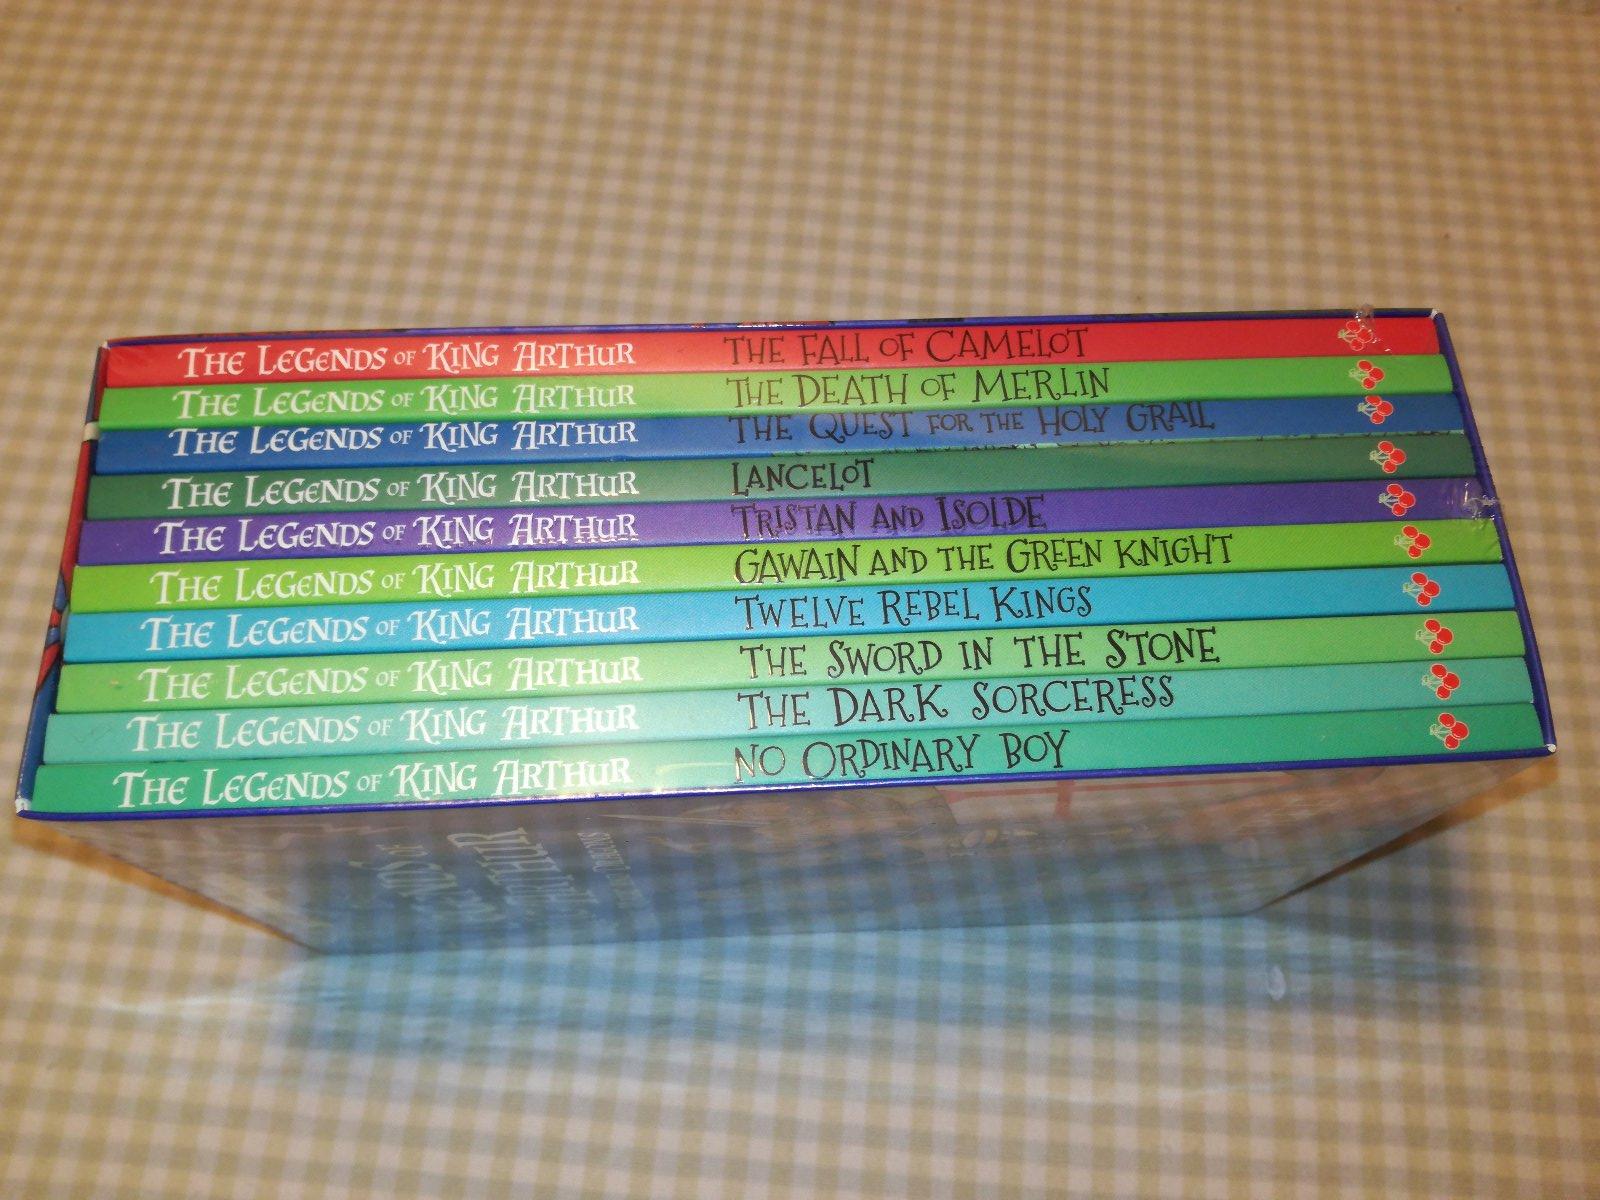 THE LEGENDS OF KING ARTHUR THE FALL OF CAMELOT
THE LEGENDS OF KING ARTHUR THE DEATH OF MERLIN
THE LEGENDS OF KING ARTHUR THE QUEST FOR THE HOLY GRAIL
THE LEGENDS OF KING ARTHUR LANCELOT
THE LEGENDS OF KING ARTHUR TRISTAN AND ISOLDE
THE LEGENDS OF KING ARTHUR GAWAIN AND THE GREEN KNIGHT
THE LEGENDS OF KING ARTHUR TWELVE REBEL KINGS
THE LEGENDS OF KING ARTHUR THE SWORD IN THE STONE
THE LEGENDS OF KING ARTHUR THE DARK SORCERESS
THE LEGENDS OF KING ARTHUR NO ORDINARY BOY